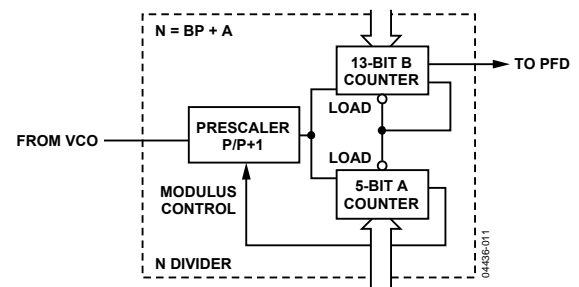 N = BP + A
13-BIT B
COUNTER
TO PFD
LOAD
PRESCALER
P/P+1
FROM VCO
LOAD
MODULUS
CONTROL
5-BIT A
COUNTER
N DIVIDER
04436-011